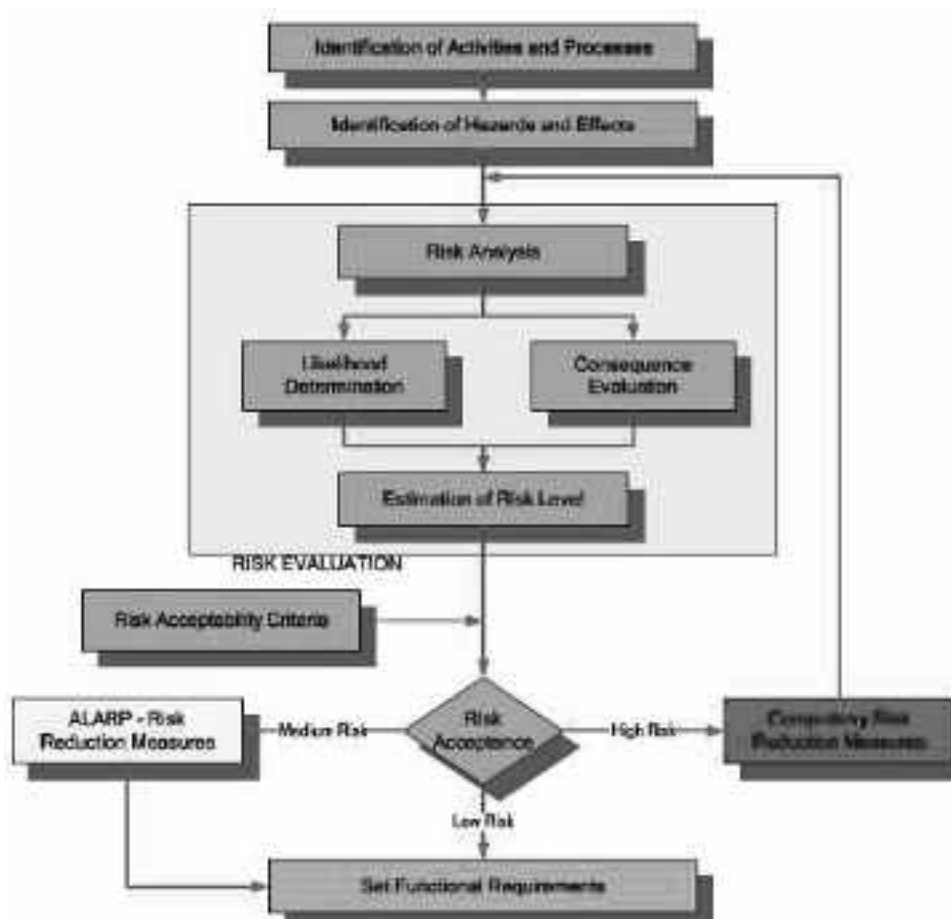 Identification of Activities and Processes
Identification of Hazards and Effects
Risk Analysis
Likelihood
Determination
Consequence
Evaluation
Estimation of Risk Level
RISK EVALUATION
Risk Acceptability Criteria
ALARP - Risk
Reduction Measures
Medium Risk
Risk
Acceptance
High Risk
Compulsory Risk
Reduction Measures
Low Risk
Set Functional Requirements